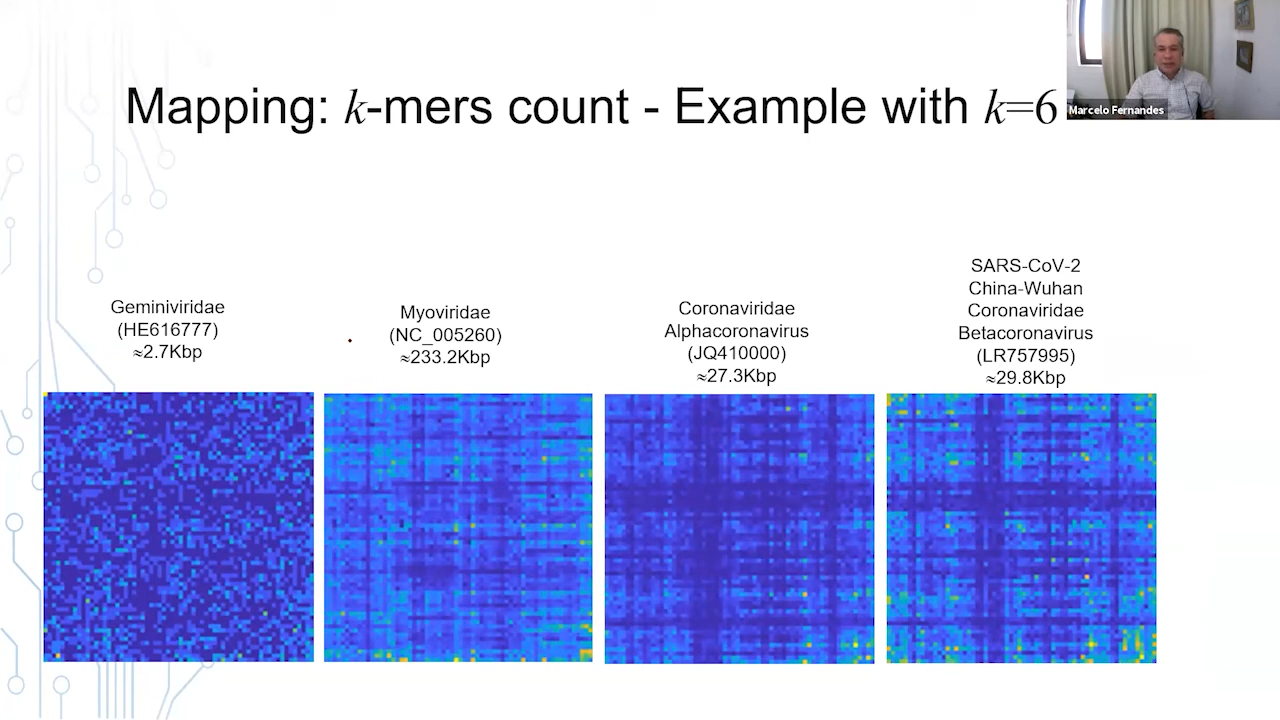 Mapping: k-mers count - Example with k=6
Marcelo Fernandes
Geminiviridae
(HE616777)
≈2.7Kbp
Myoviridae
(NC_005260)
≈233.2Kbp
Coronaviridae
Alphacoronavirus
(JQ410000)
≈27.3Kbp
SARS-CoV-2
China-Wuhan
Coronaviridae
Betacoronavirus
(LR757995)
≈29.8Kbp